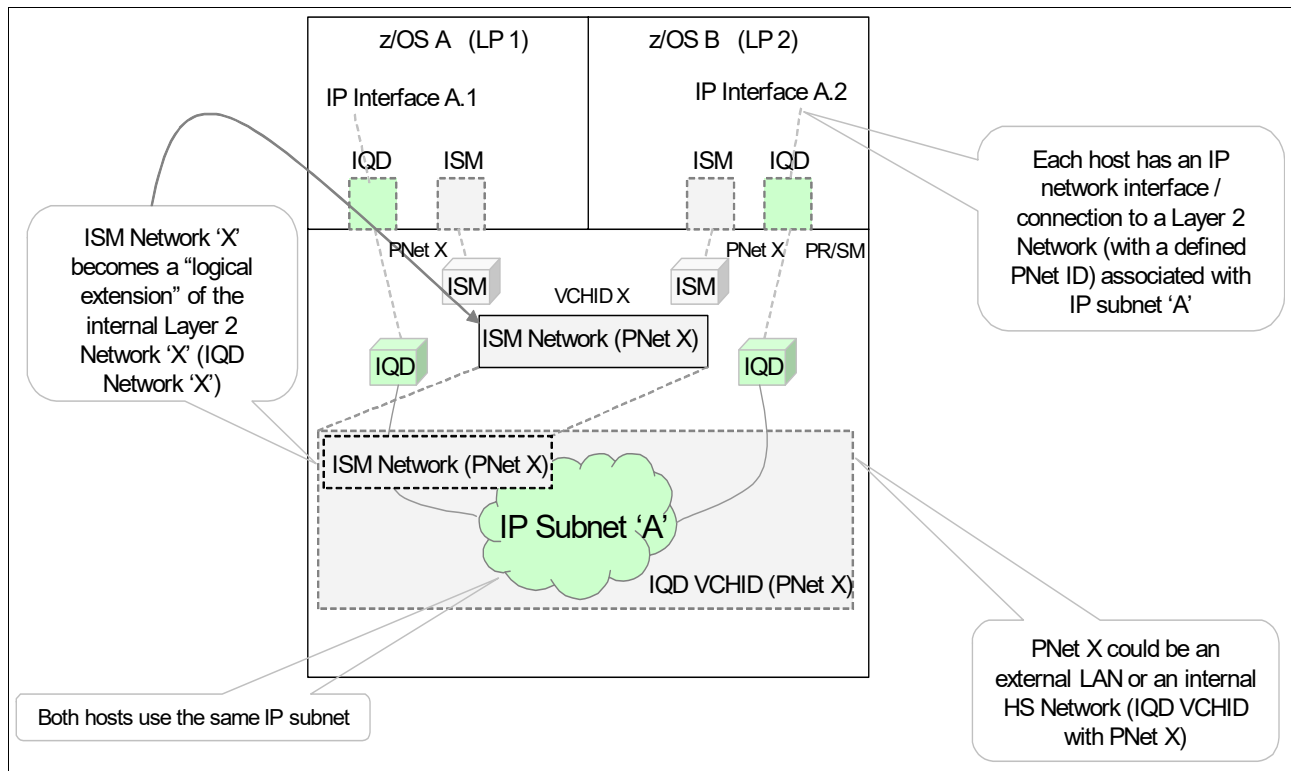 z/OS A (LP 1)
z/OS B (LP 2)
IP Interface A.1
IP Interface A.2
IQD
ISM
ISM
IQD
PNet X
PNet X
PR/SM
ISM
ISM
VCHID X
ISM Network (PNet X)
IQD
IQD
ISM Network (PNet X)
IP Subnet ‘A’
IQD VCHID (PNet X)
ISM Network ‘X’
becomes a “logical
extension” of the
internal Layer 2
Network ‘X’ (IQD
Network ‘X’)
Each host has an IP
network interface /
connection to a Layer 2
Network (with a defined
PNet ID) associated with
IP subnet ‘A’
Both hosts use the same IP subnet
PNet X could be an
external LAN or an internal
HS Network (IQD VCHID
with PNet X)